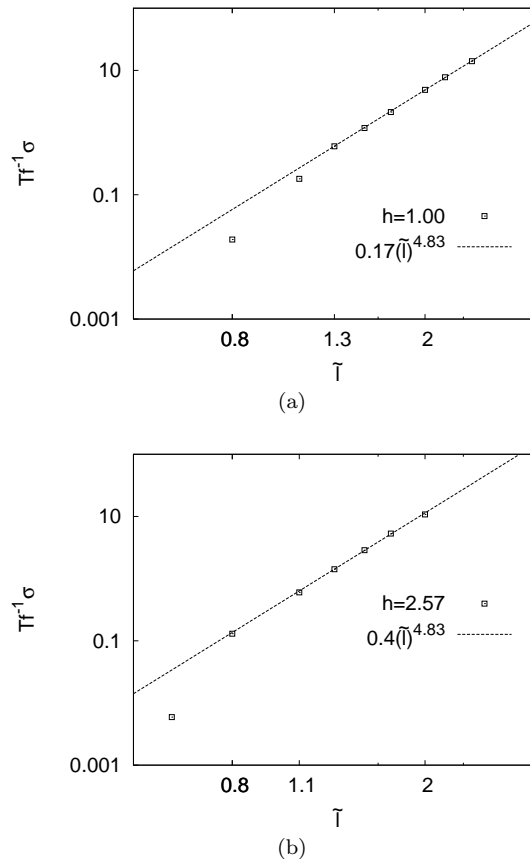 10
0.1
0.001
Tf⁻¹σ
h=1.00
0.17(l̃)^4.83
0.8 1.3 2
l̃
(a)
10
0.1
0.001
Tf⁻¹σ
h=2.57
0.4(l̃)^4.83
0.8 1.1 2
l̃
(b)